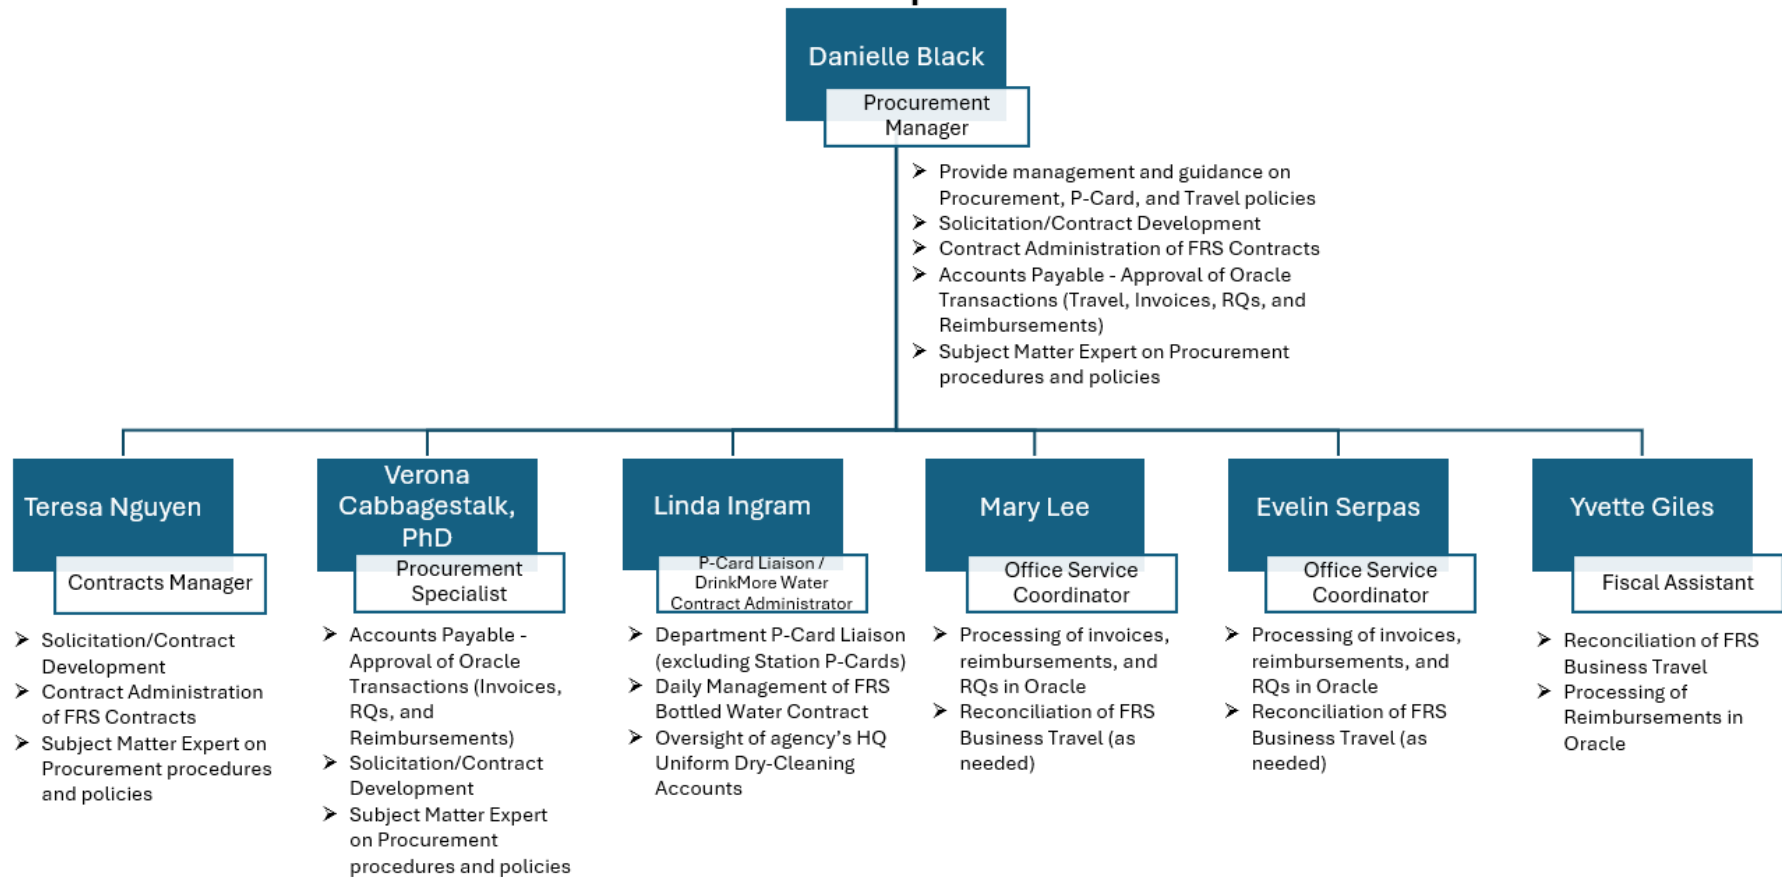 Danielle Black
Procurement
Manager
➤ Provide management and guidance on
Procurement, P-Card, and Travel policies
➤ Solicitation/Contract Development
➤ Contract Administration of FRS Contracts
➤ Accounts Payable - Approval of Oracle
Transactions (Travel, Invoices, RQs, and
Reimbursements)
➤ Subject Matter Expert on Procurement
procedures and policies
Teresa Nguyen
Contracts Manager
➤ Solicitation/Contract
Development
➤ Contract Administration
of FRS Contracts
➤ Subject Matter Expert on
Procurement procedures
and policies
Verona
Cabbagestalk,
PhD
Procurement
Specialist
➤ Accounts Payable -
Approval of Oracle
Transactions (Invoices,
RQs, and
Reimbursements)
➤ Solicitation/Contract
Development
➤ Subject Matter Expert
on Procurement
procedures and policies
Linda Ingram
P-Card Liaison /
DrinkMore Water
Contract Administrator
➤ Department P-Card Liaison
(excluding Station P-Cards)
➤ Daily Management of FRS
Bottled Water Contract
➤ Oversight of agency’s HQ
Uniform Dry-Cleaning
Accounts
Mary Lee
Office Service
Coordinator
➤ Processing of invoices,
reimbursements, and
RQs in Oracle
➤ Reconciliation of FRS
Business Travel (as
needed)
Evelin Serpas
Office Service
Coordinator
➤ Processing of invoices,
reimbursements, and
RQs in Oracle
➤ Reconciliation of FRS
Business Travel (as
needed)
Yvette Giles
Fiscal Assistant
➤ Reconciliation of FRS
Business Travel
➤ Processing of
Reimbursements in
Oracle